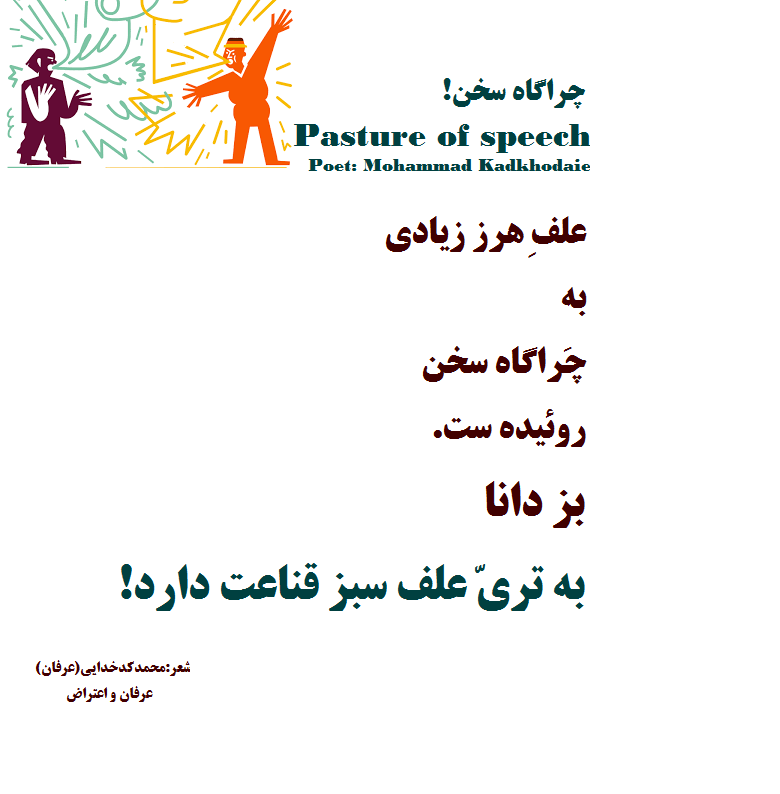 چراگاه سخن!
Pasture of speech
Poet: Mohammad Kadkhodaie
علفِ هرز زیادی
به
چَراگاه سخن
روئیده ست.
بز دانا
به تریّ علف سبز قناعت دارد!
شعر:محمدکدخدایی(عرفان)
عرفان و اعتراض